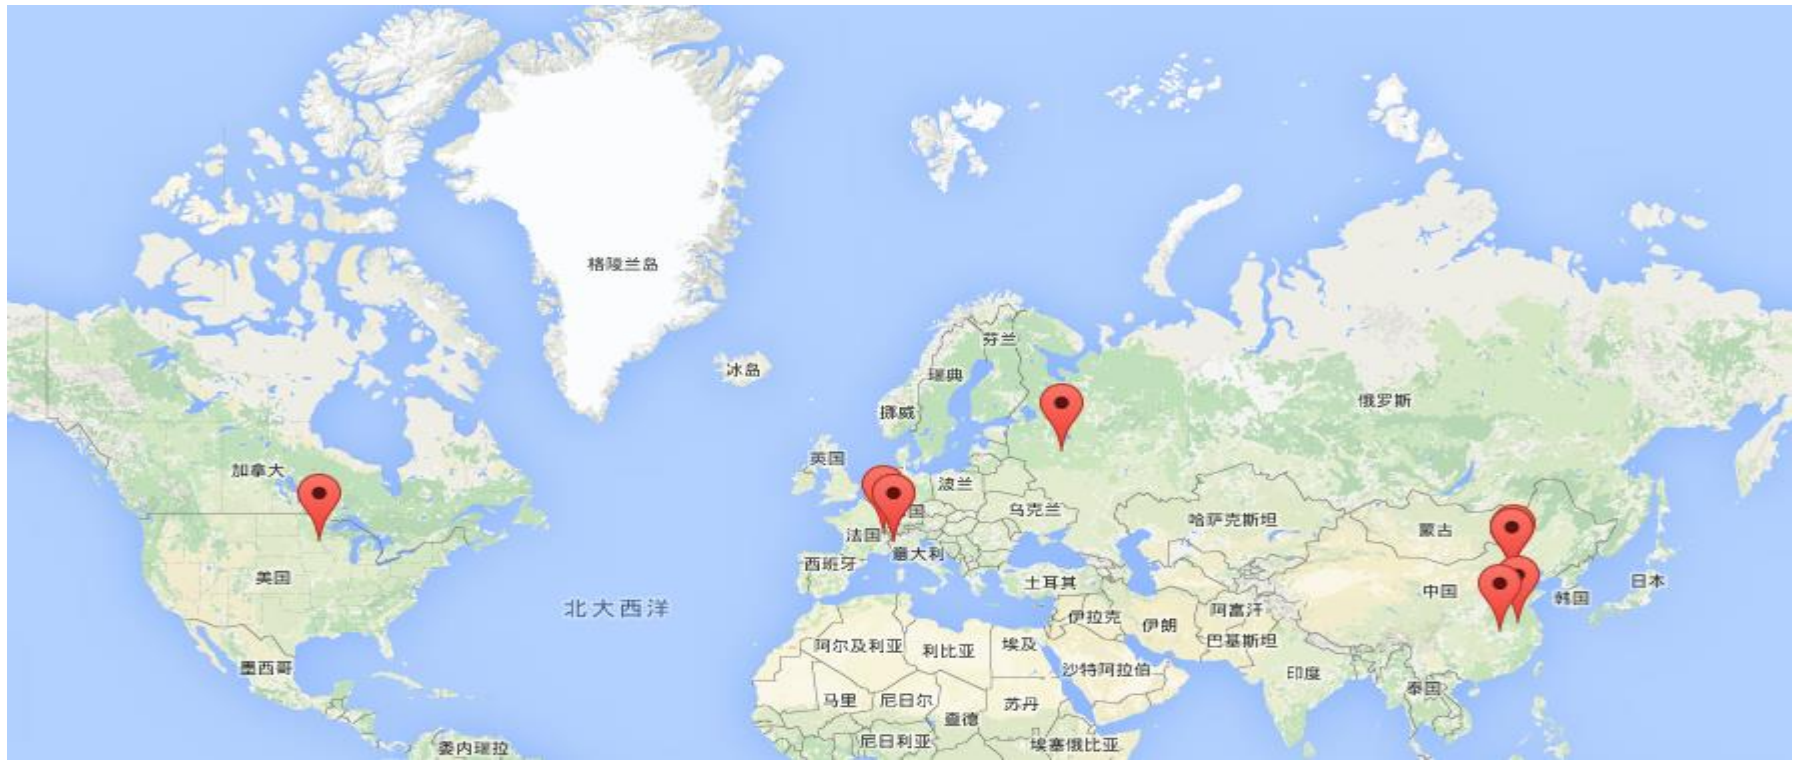 格陵兰岛
芬兰
冰岛
瑞典
俄罗斯
挪威
英国
加拿大
波兰
国
乌克兰
哈萨克斯坦
蒙古
法国
意大利
西班牙
美国
土耳其
中国
日本
韩国
北大西洋
伊拉克
伊朗
阿富汗
阿尔及利亚
利比亚
埃及
巴基斯坦
墨西哥
沙特阿拉伯
印度
泰国
马里
尼日尔
乍得
苏丹
尼日利亚
埃塞俄比亚
委内瑞拉